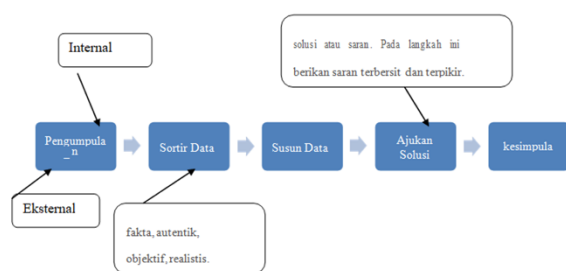 Internal
solusi atau saran. Pada langkah ini
berikan saran terbersit dan terpikir.
Pengumpula
_ n
Sortir Data
Susun Data
Ajukan
Solusi
kesimpula
Eksternal
fakta, autentik,
objektif, realistis.